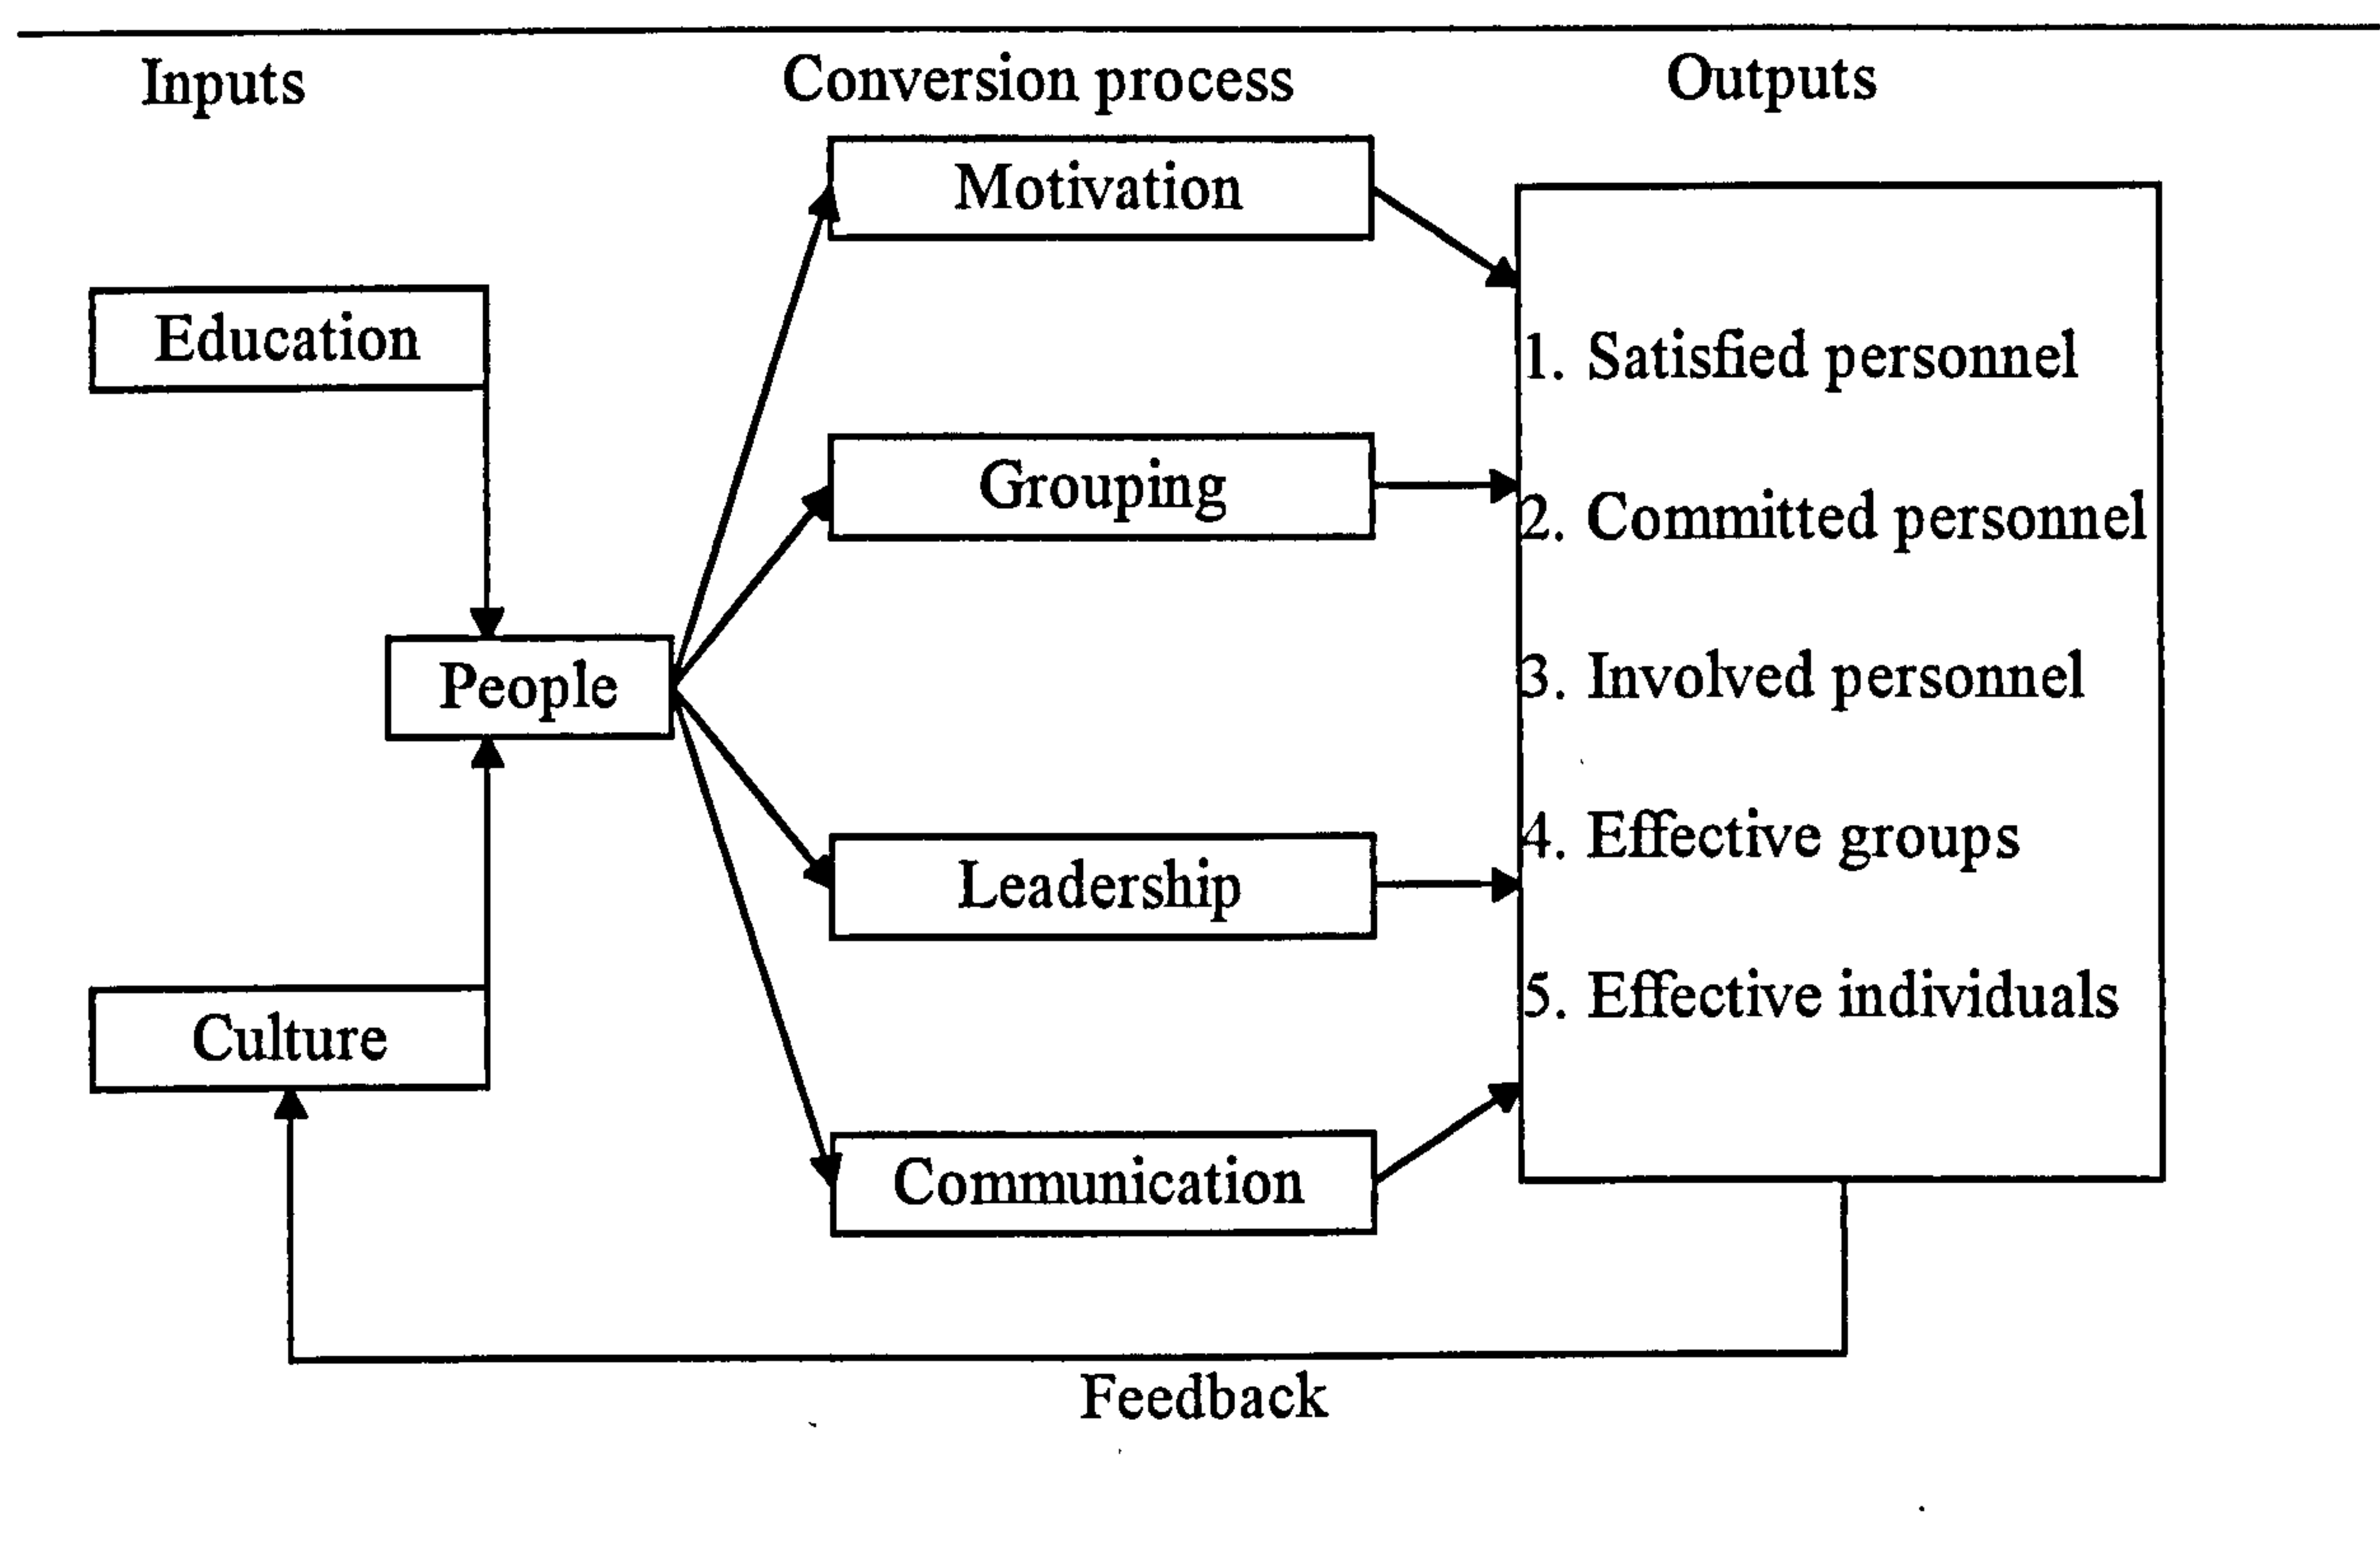 Inputs
Conversion process
Outputs
Motivation
Education
Grouping
People
Leadership
Culture
Communication
1. Satisfied personnel
2. Committed personnel
3. Involved personnel
4. Effective groups
5. Effective individuals
Feedback